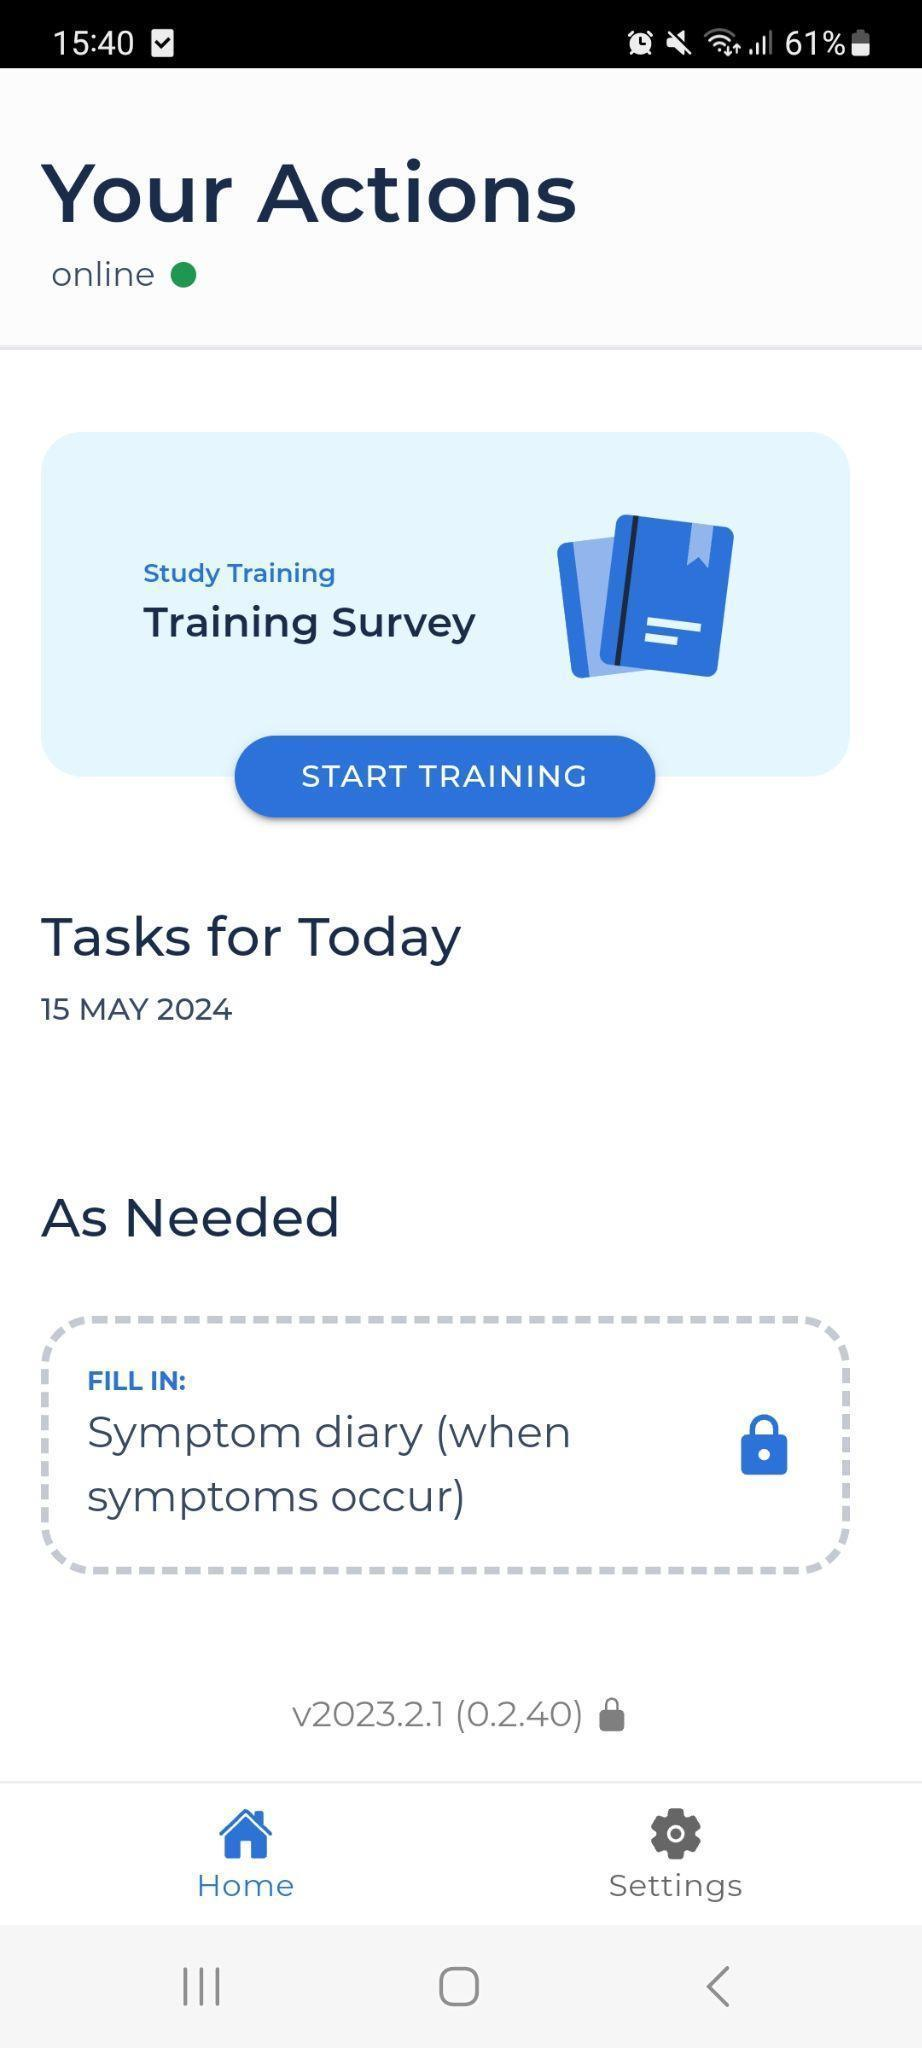 15:40
61%
Your Actions
online
Study Training
Training Survey
START TRAINING
Tasks for Today
15 MAY 2024
As Needed
FILL IN:
Symptom diary (when
symptoms occur)
v2023.2.1 (0.2.40)
Home
Settings